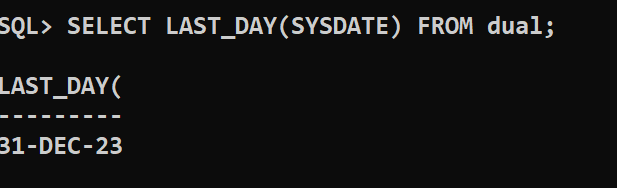 SQL> SELECT LAST_DAY(SYSDATE) FROM dual;
LAST_DAY(
---------
31-DEC-23